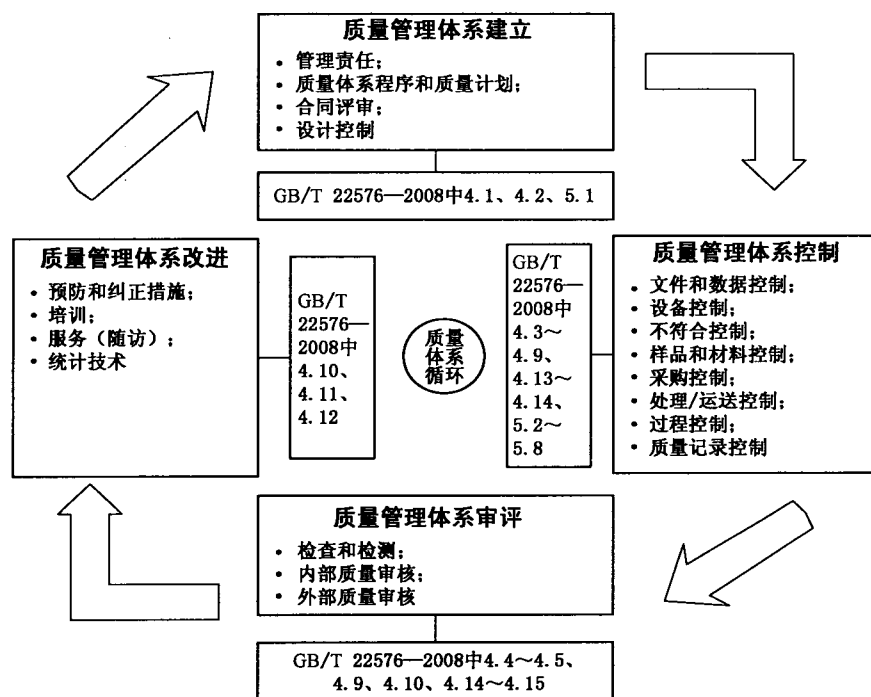 质量管理体系建立
• 管理责任；
• 质量体系程序和质量计划；
• 合同评审；
• 设计控制
GB/T 22576—2008中4.1、4.2、5.1
质量管理体系改进
• 预防和纠正措施；
• 培训；
• 服务（随访）；
• 统计技术
GB/T
22576—
2008中
4.10、
4.11、
4.12
质量
体系
循环
GB/T
22576—
2008中
4.3～
4.9、
4.13～
4.14、
5.2～
5.8
质量管理体系控制
• 文件和数据控制；
• 设备控制；
• 不符合控制；
• 样品和材料控制；
• 采购控制；
• 处理/运送控制；
• 过程控制；
• 质量记录控制
质量管理体系审评
• 检查和检测；
• 内部质量审核；
• 外部质量审核
GB/T 22576—2008中4.4～4.5、
4.9、4.10、4.14～4.15